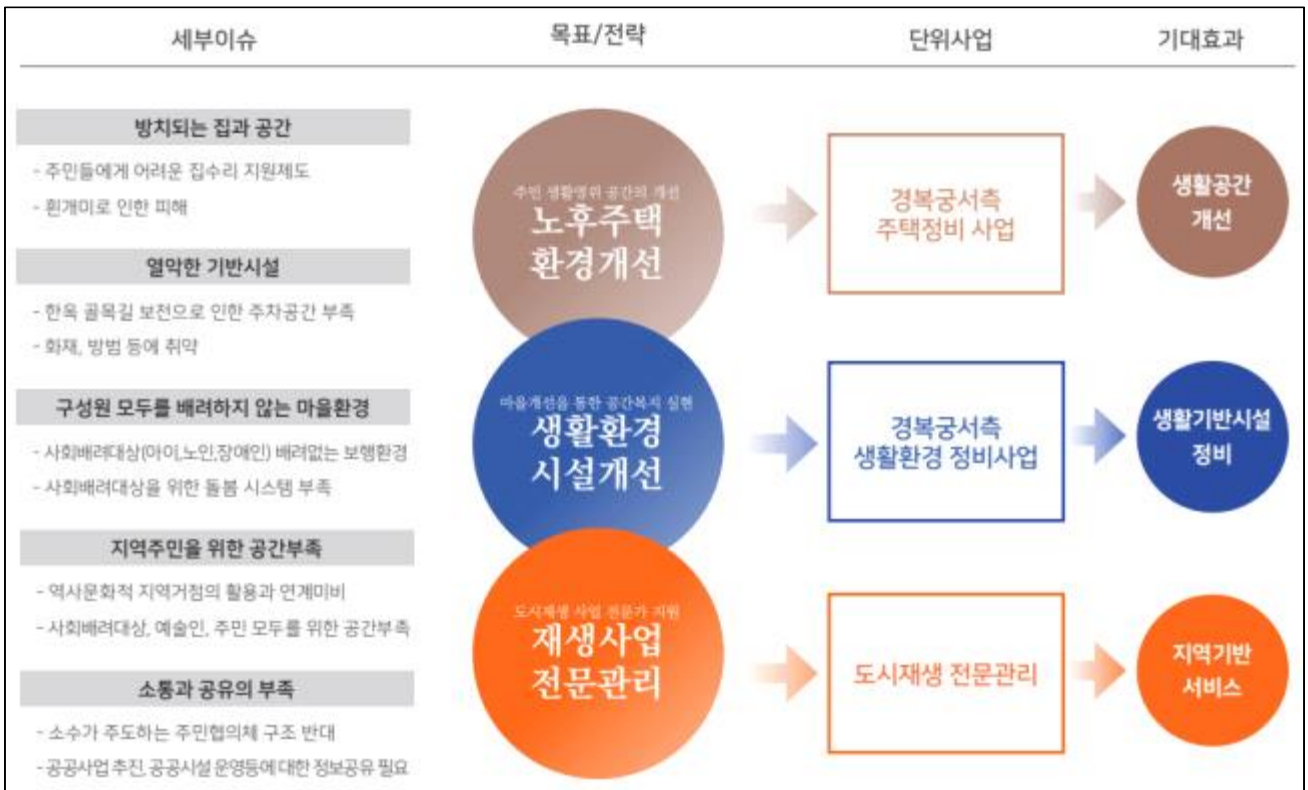 세부이슈
목표/전략
단위사업
기대효과
방치되는 집과 공간
- 주민들에게 어려운 집수리 지원제도
- 흰개미로 인한 피해
열악한 기반시설
- 한옥 골목길 보전으로 인한 주차공간 부족
- 화재, 방범 등에 취약
구성원 모두를 배려하지 않는 마을환경
- 사회배려대상(아이,노인,장애인) 배려없는 보행환경
- 사회배려대상을 위한 돌봄 시스템 부족
지역주민을 위한 공간부족
- 역사문화적 지역거점의 활용과 연계미비
- 사회배려대상, 예술인, 주민 모두를 위한 공간부족
소통과 공유의 부족
- 소수가 주도하는 주민협의체 구조 반대
- 공공사업 추진, 공공시설 운영등에 대한 정보공유 필요
주민 생활영위 공간의 개선
노후주택
환경개선
경복궁서측
주택정비 사업
생활공간
개선
마을개선을 통한 공간복지 실현
생활환경
시설개선
경복궁서측
생활환경 정비사업
생활기반시설
정비
도시재생 사업 전문가 지원
재생사업
전문관리
도시재생 전문관리
지역기반
서비스